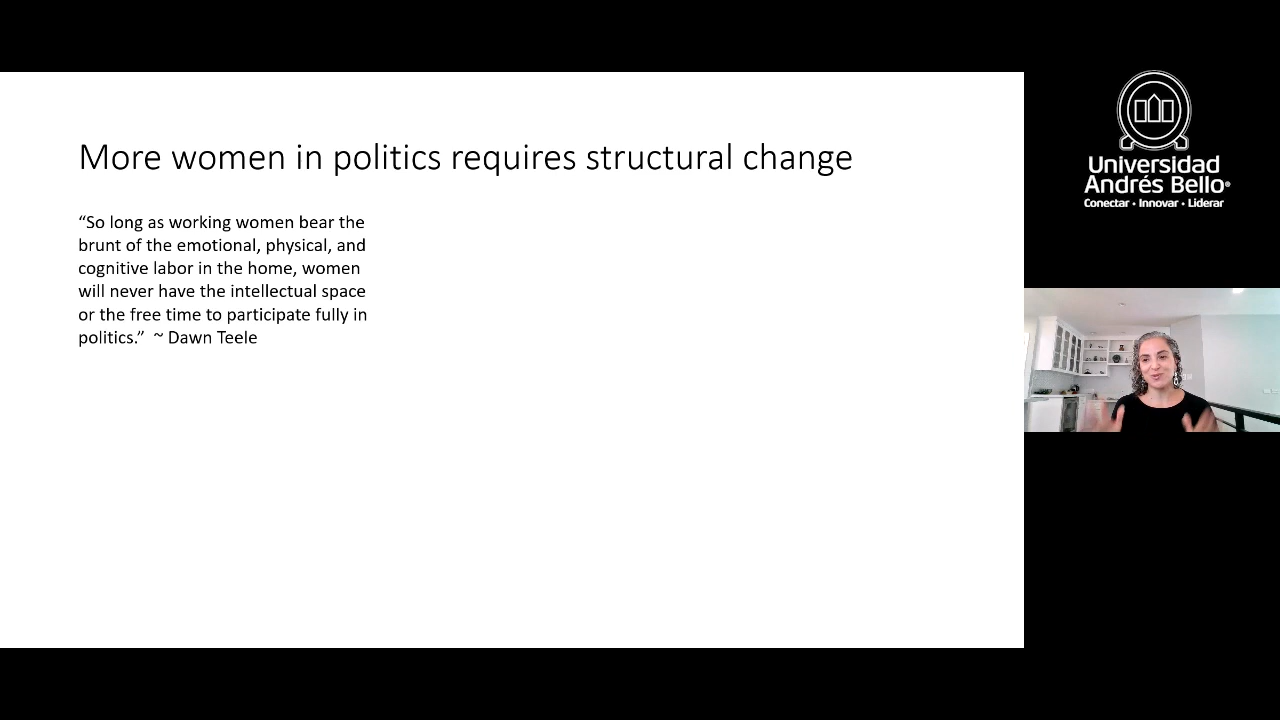 More women in politics requires structural change
“So long as working women bear the
brunt of the emotional, physical, and
cognitive labor in the home, women
will never have the intellectual space
or the free time to participate fully in
politics.” ~ Dawn Teele
Universidad
Andrés Bello®
Conectar • Innovar • Liderar